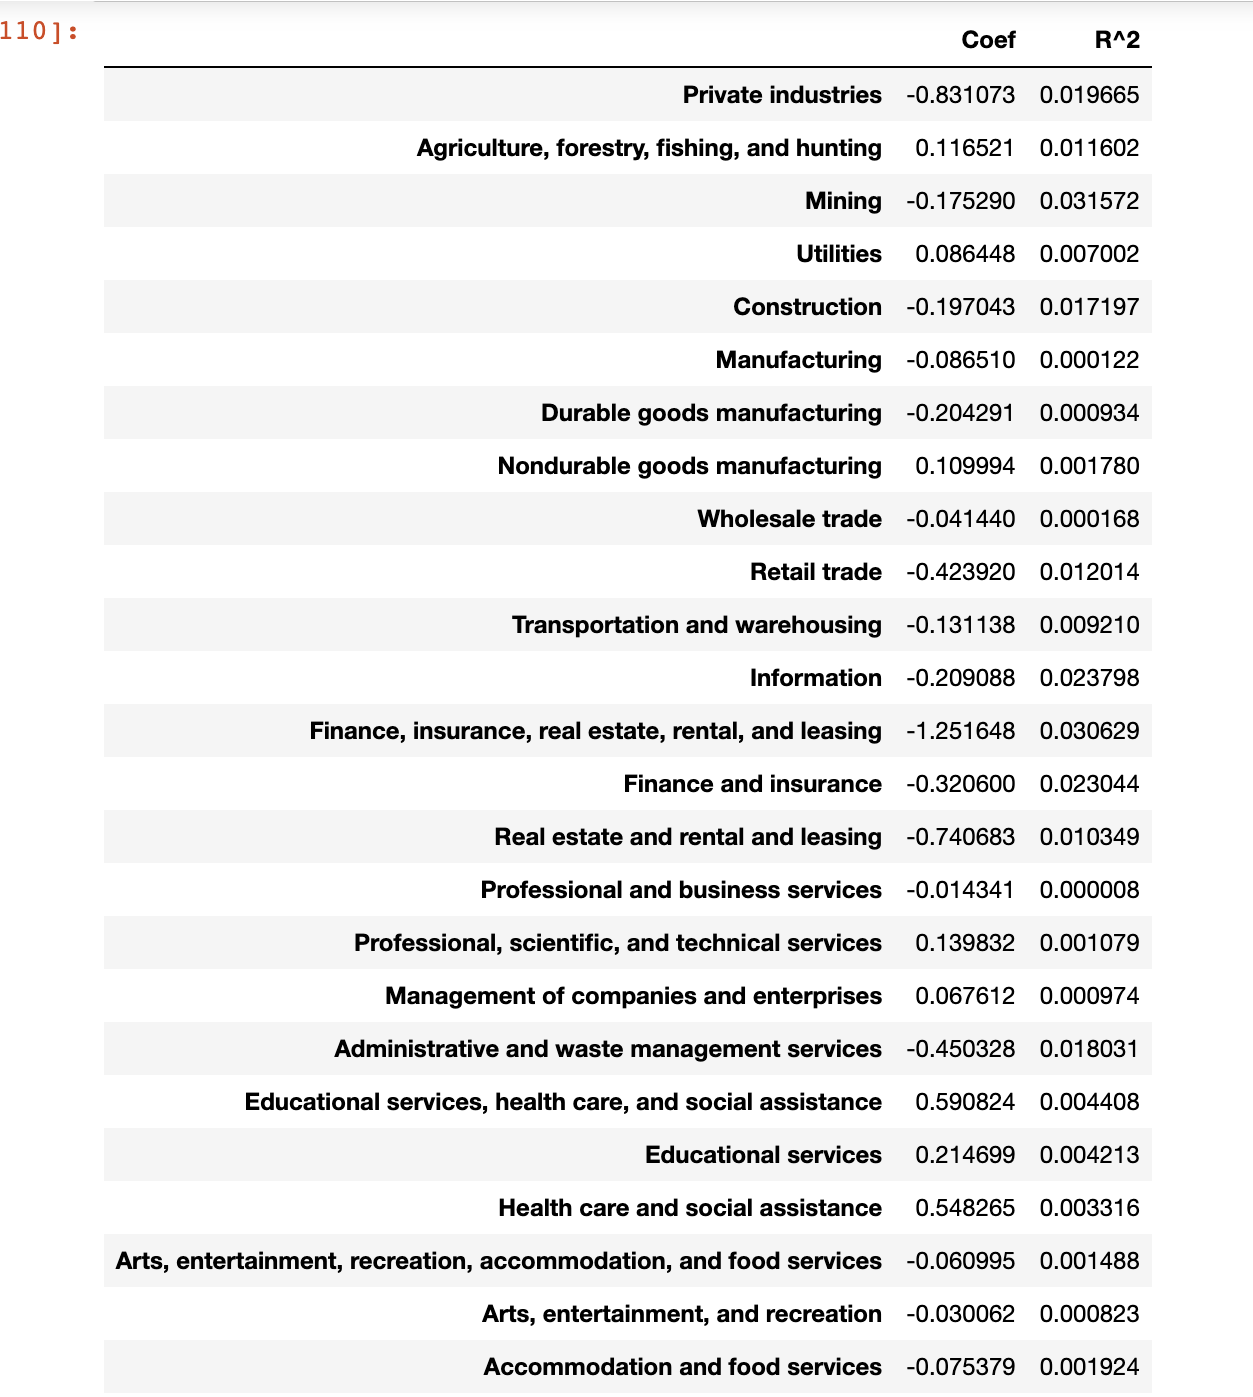 110]:
Coef R^2
Private industries -0.831073 0.019665
Agriculture, forestry, fishing, and hunting 0.116521 0.011602
Mining -0.175290 0.031572
Utilities 0.086448 0.007002
Construction -0.197043 0.017197
Manufacturing -0.086510 0.000122
Durable goods manufacturing -0.204291 0.000934
Nondurable goods manufacturing 0.109994 0.001780
Wholesale trade -0.041440 0.000168
Retail trade -0.423920 0.012014
Transportation and warehousing -0.131138 0.009210
Information -0.209088 0.023798
Finance, insurance, real estate, rental, and leasing -1.251648 0.030629
Finance and insurance -0.320600 0.023044
Real estate and rental and leasing -0.740683 0.010349
Professional and business services -0.014341 0.000008
Professional, scientific, and technical services 0.139832 0.001079
Management of companies and enterprises 0.067612 0.000974
Administrative and waste management services -0.450328 0.018031
Educational services, health care, and social assistance 0.590824 0.004408
Educational services 0.214699 0.004213
Health care and social assistance 0.548265 0.003316
Arts, entertainment, recreation, accommodation, and food services -0.060995 0.001488
Arts, entertainment, and recreation -0.030062 0.000823
Accommodation and food services -0.075379 0.001924